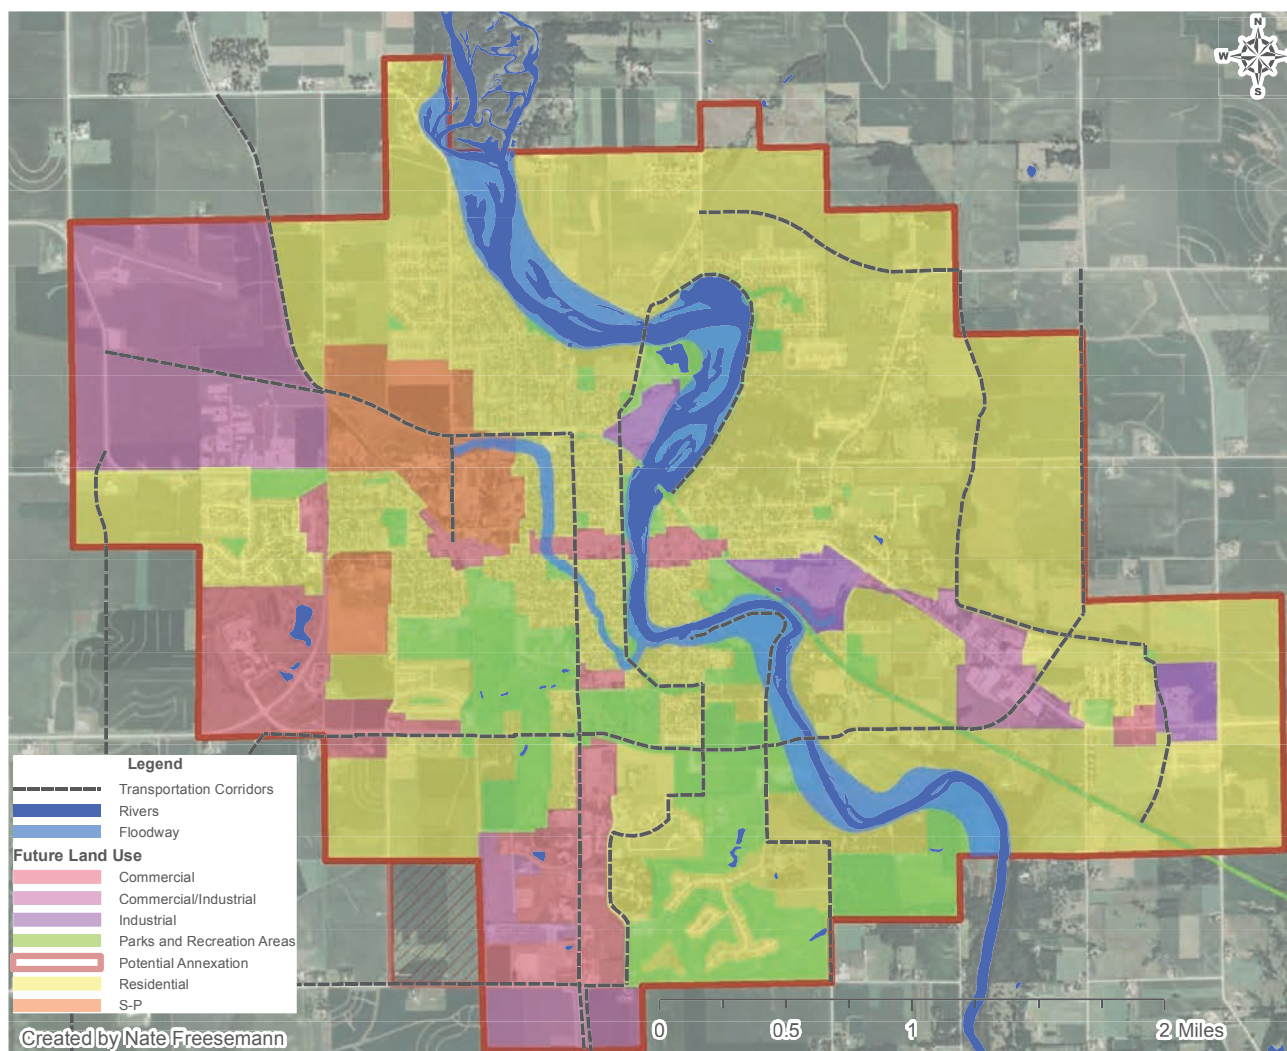 N
W
S
Legend
Transportation Corridors
Rivers
Floodway
Future Land Use
Commercial
Commercial/Industrial
Industrial
Parks and Recreation Areas
Potential Annexation
Residential
S-P
Created by Nate Freesemann
0 0.5 1 2 Miles